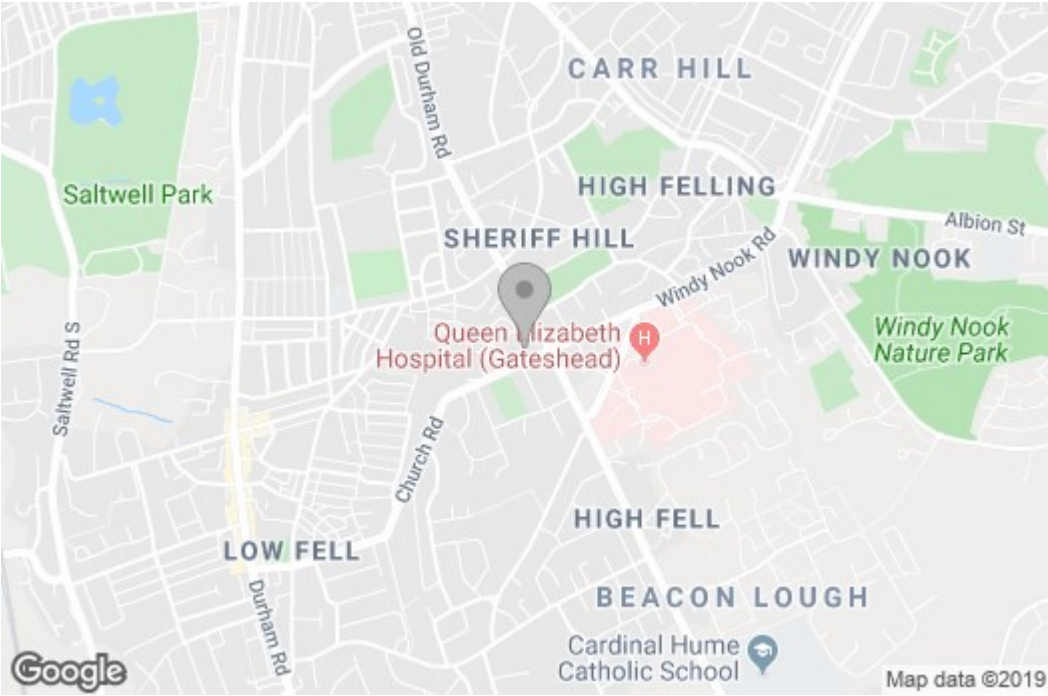 Old Durham Rd
CARR HILL
Saltwell Park
HIGH FELLING
Albion St
SHERIFF HILL
Windy Nook Rd
WINDY NOOK
Queen Elizabeth
Hospital (Gateshead)
H
Windy Nook
Nature Park
Saltwell Rd S
Church Rd
HIGH FELL
LOW FELL
Durham Rd
BEACON LOUGH
Cardinal Hume
Catholic School
Google
Map data ©2019